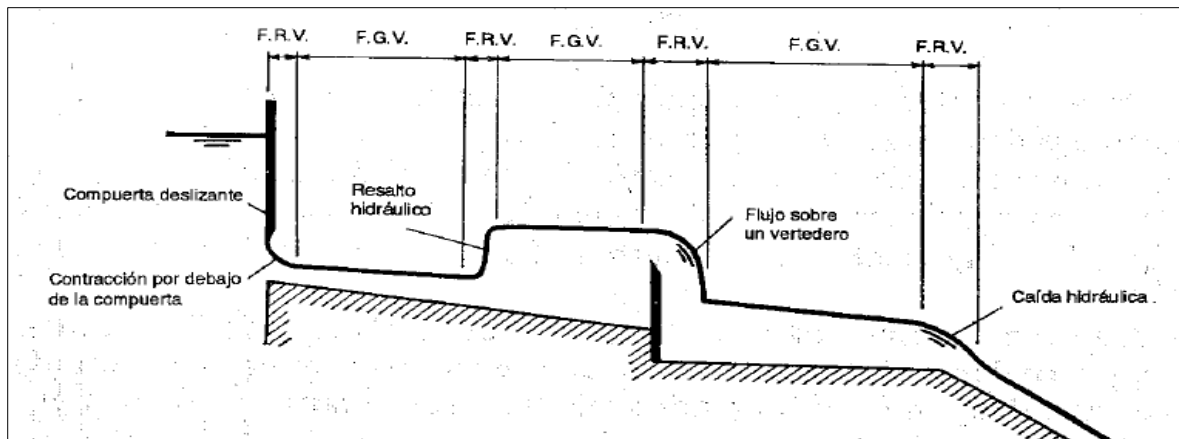 F.R.V. F.G.V. F.R.V. F.G.V. F.R.V. F.G.V. F.R.V.
Compuerta deslizante
Resalto
hidráulico
Flujo sobre
un vertedero
Contracción por debajo
de la compuerta
Caída hidráulica